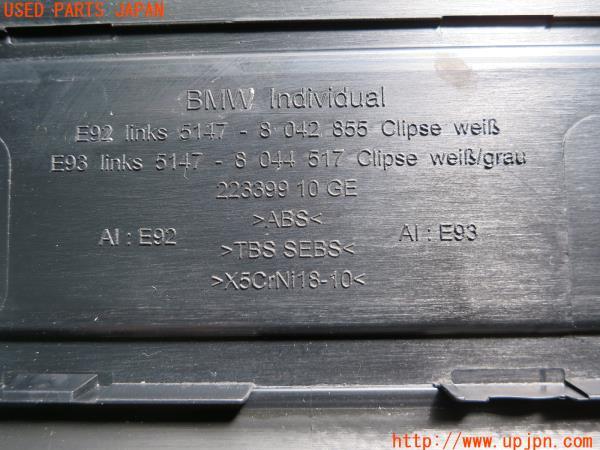 USED PARTS JAPAN
BMW Individual
E92 links 5147 - 8 042 855 Clipse weiß
E93 links 5147 - 8 044 517 Clipse weiß/grau
223399 10 GE
>ABS<
AI : E92 >TBS SEBS< AI : E93
>X5CrNi18-10<
http://www.upjpn.com/